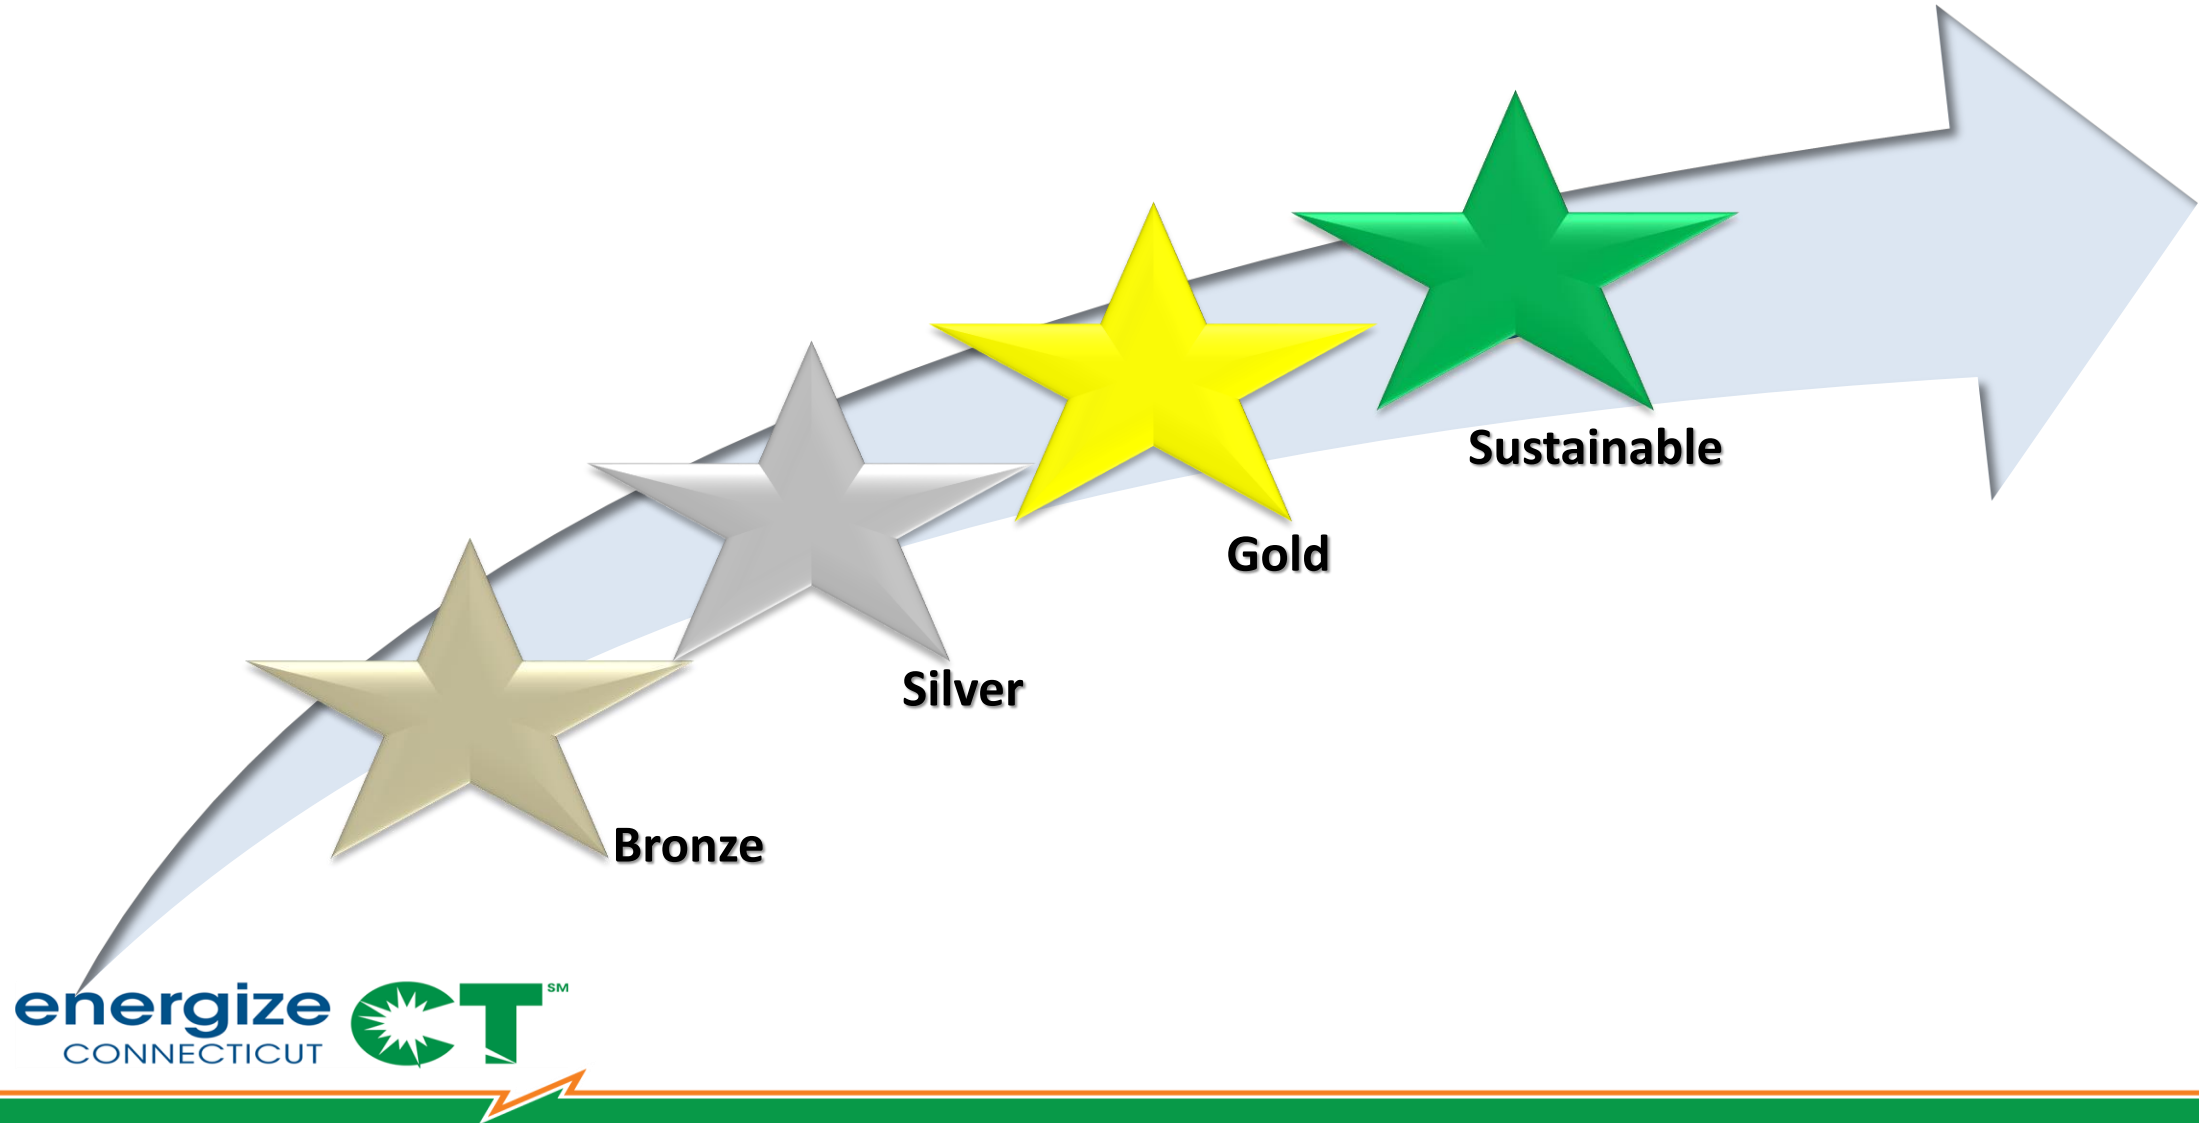 Sustainable
Gold
Silver
Bronze
energize CT SM
CONNECTICUT